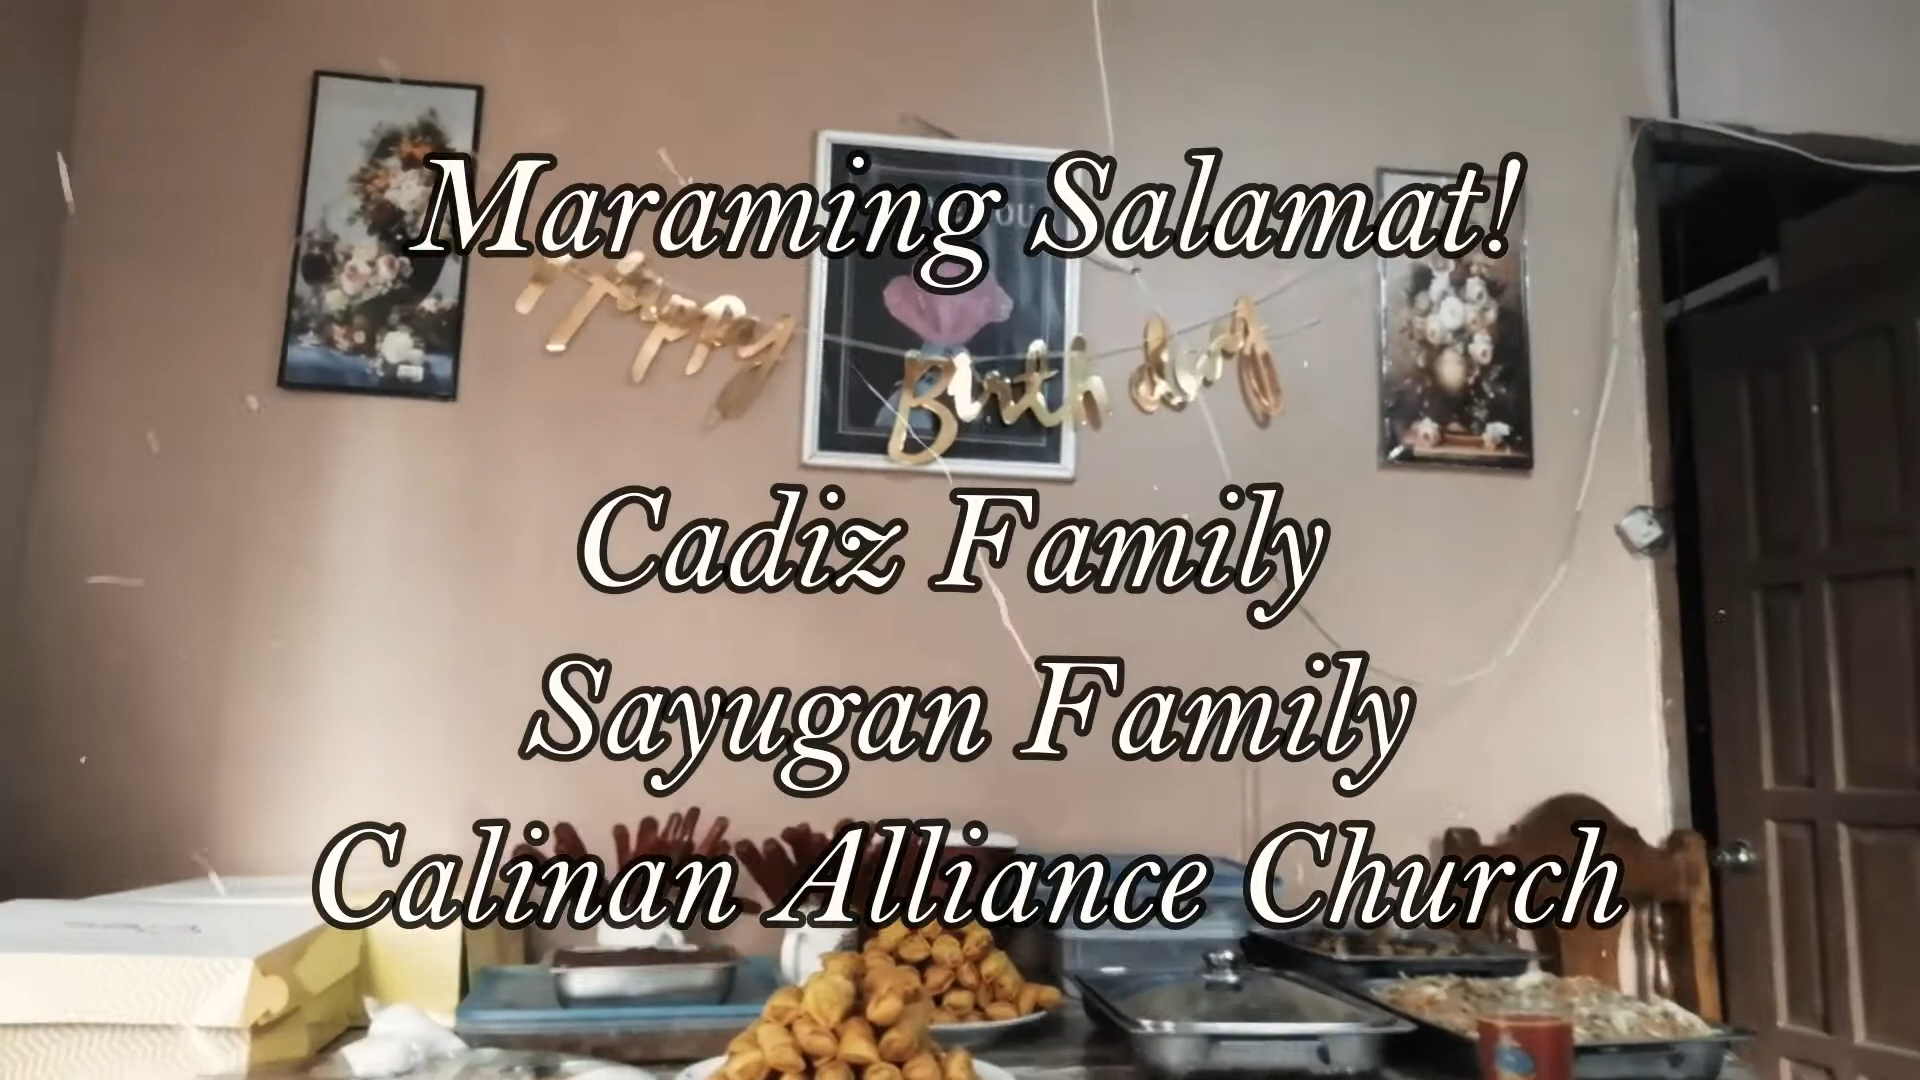 Maraming Salamat!
Happy Birthday
Cadiz Family
Sayugan Family
Calinan Alliance Church